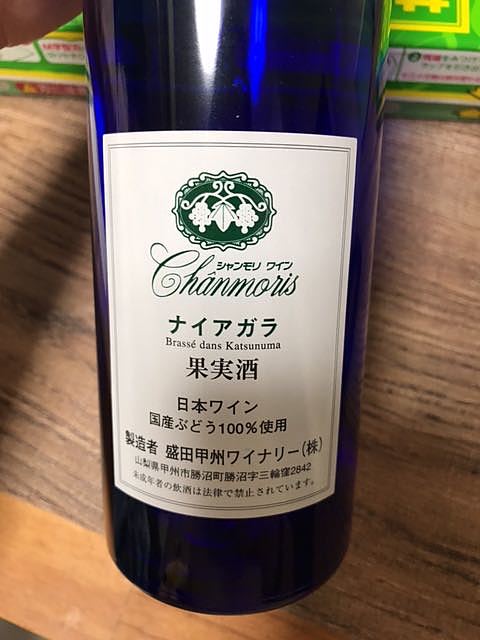 シャンモリ ワイン
Chanmoris
ナイアガラ
Brassé dans Katsunuma
果実酒
日本ワイン
国産ぶどう100%使用
製造者 盛田甲州ワイナリー(株)
山梨県甲州市勝沼町勝沼字三輪窪2842
未成年者の飲酒は法律で禁止されています。